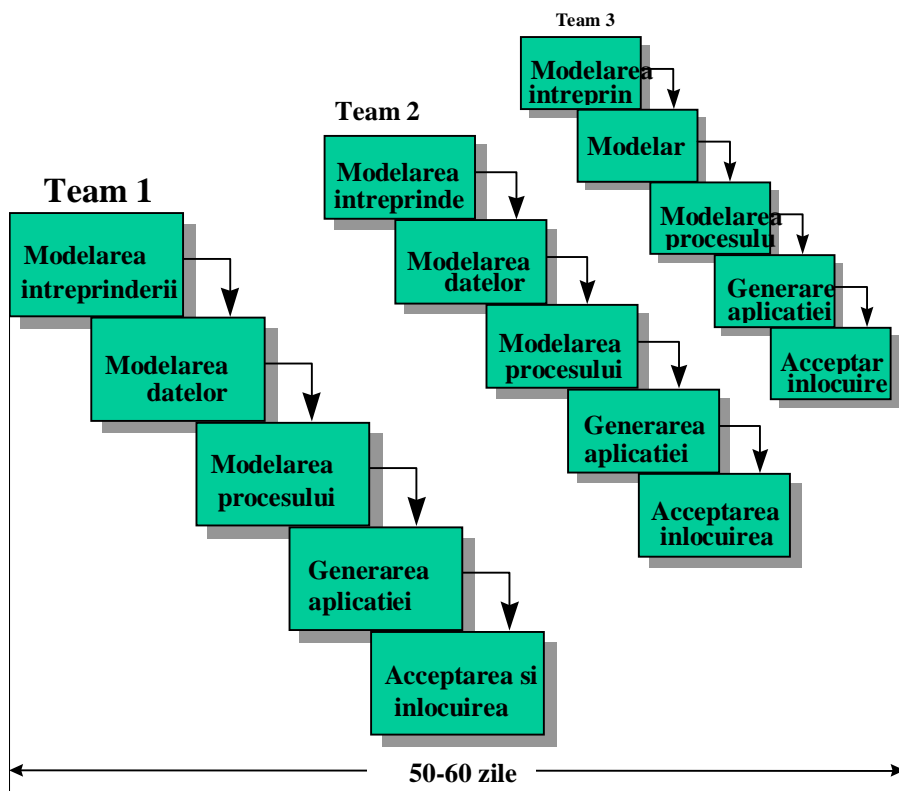 Team 1
Modelarea
intreprinderii
Modelarea
datelor
Modelarea
procesului
Generarea
aplicatiei
Acceptarea si
inlocuirea
Team 2
Modelarea
intreprinde
Modelarea
datelor
Modelarea
procesului
Generarea
aplicatiei
Acceptarea
inlocuirea
Team 3
Modelarea
intreprin
Modelar
Modelarea
procesulu
Generare
aplicatiei
Acceptar
inlocuire
50-60 zile